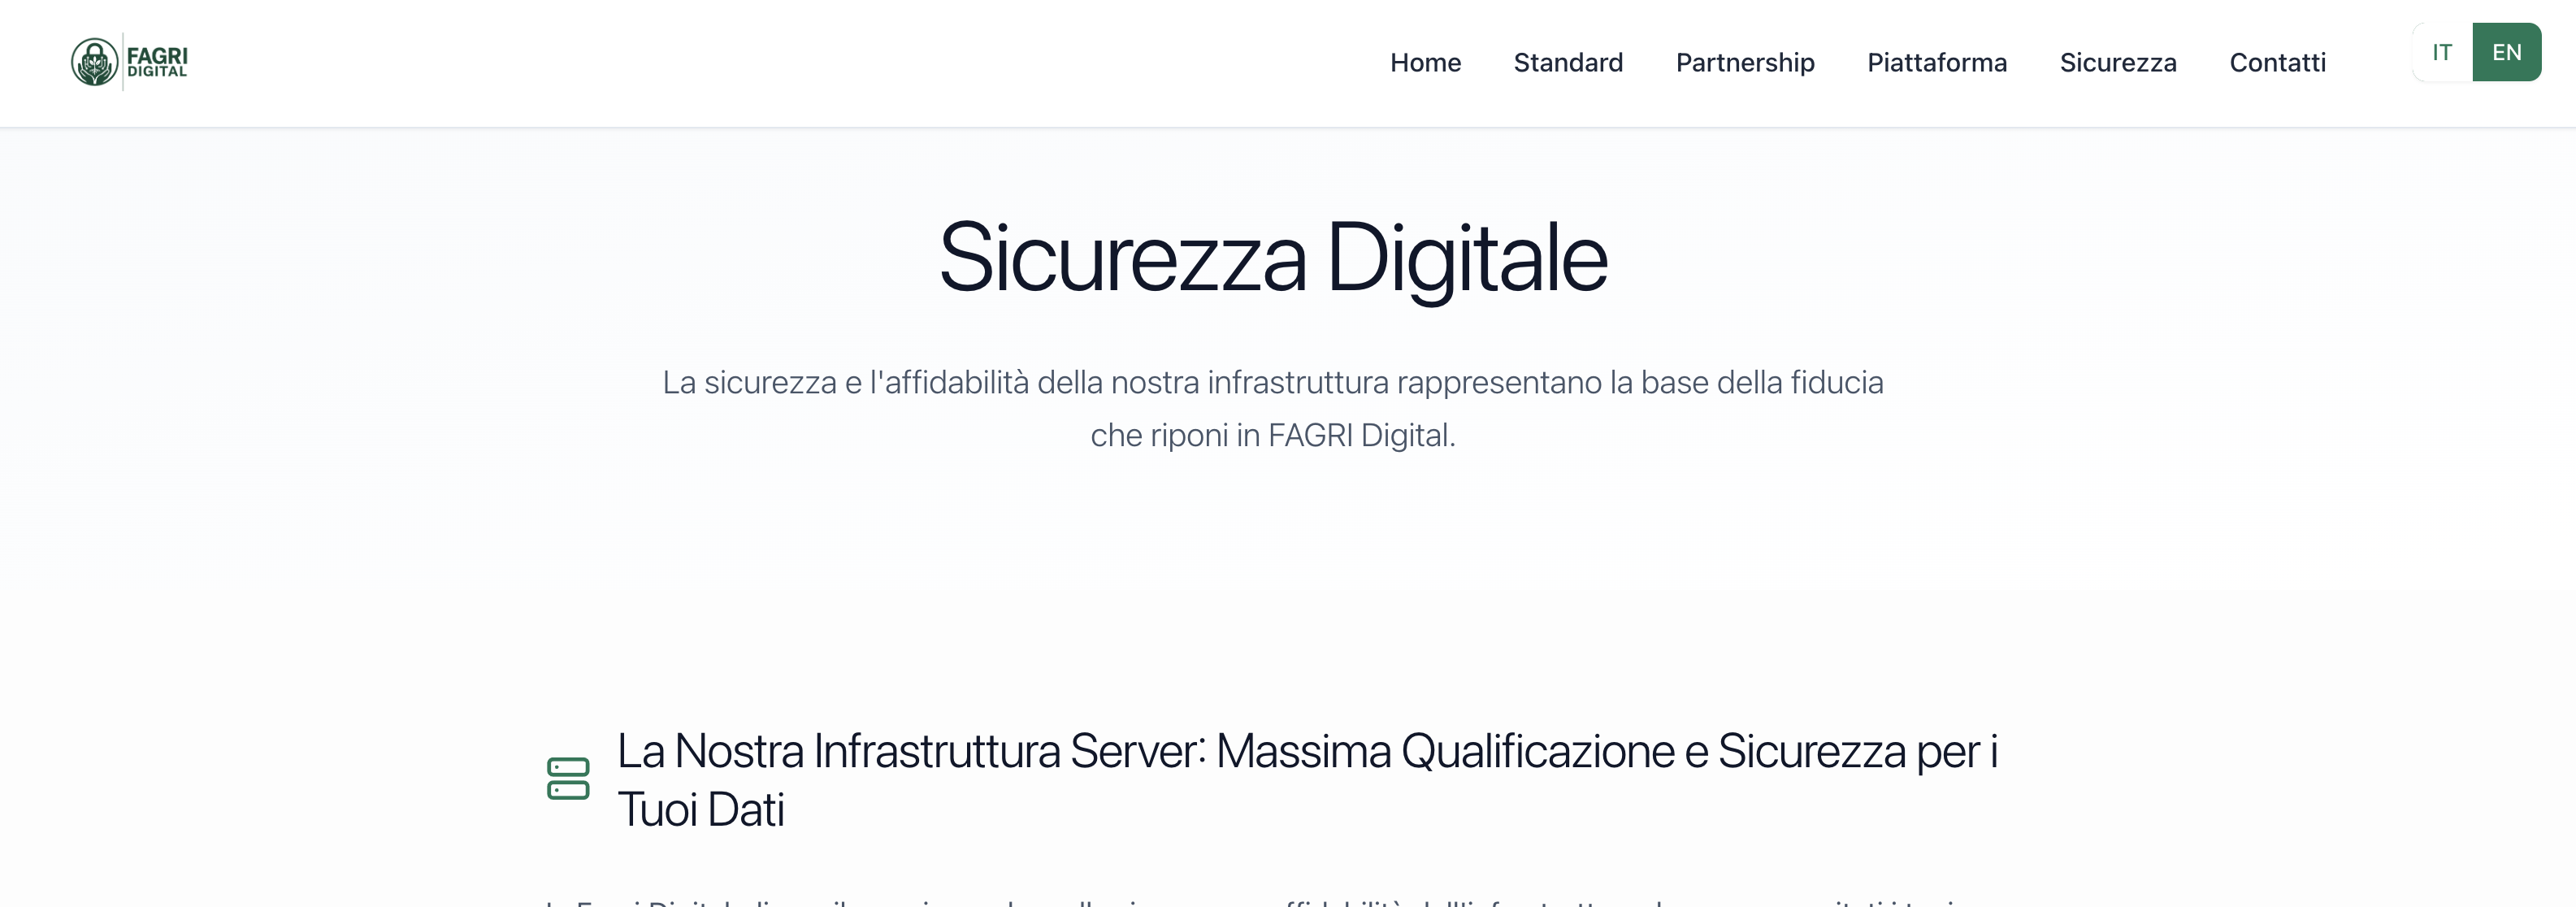 FAGRI
DIGITAL
Home Standard Partnership Piattaforma Sicurezza Contatti
IT EN
Sicurezza Digitale
La sicurezza e l'affidabilità della nostra infrastruttura rappresentano la base della fiducia
che riponi in FAGRI Digital.
La Nostra Infrastruttura Server: Massima Qualificazione e Sicurezza per i
Tuoi Dati